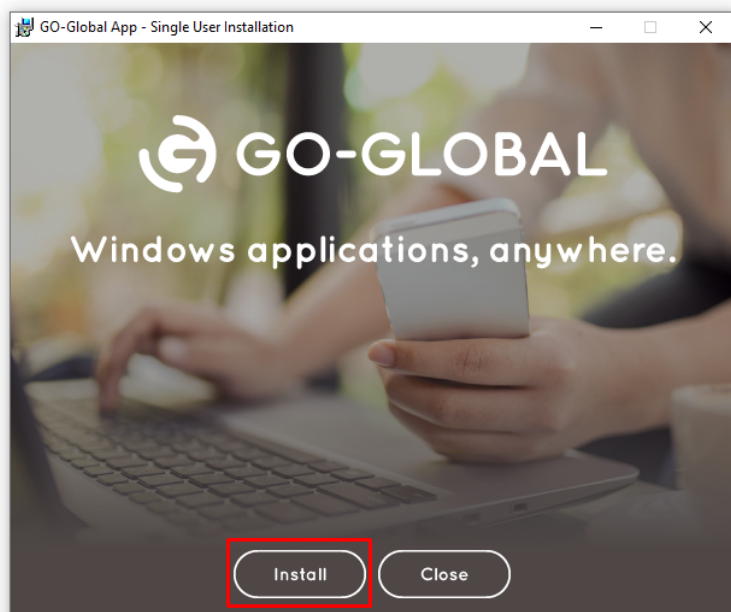 GO-Global App - Single User Installation
GO-GLOBAL
Windows applications, anywhere.
Install
Close